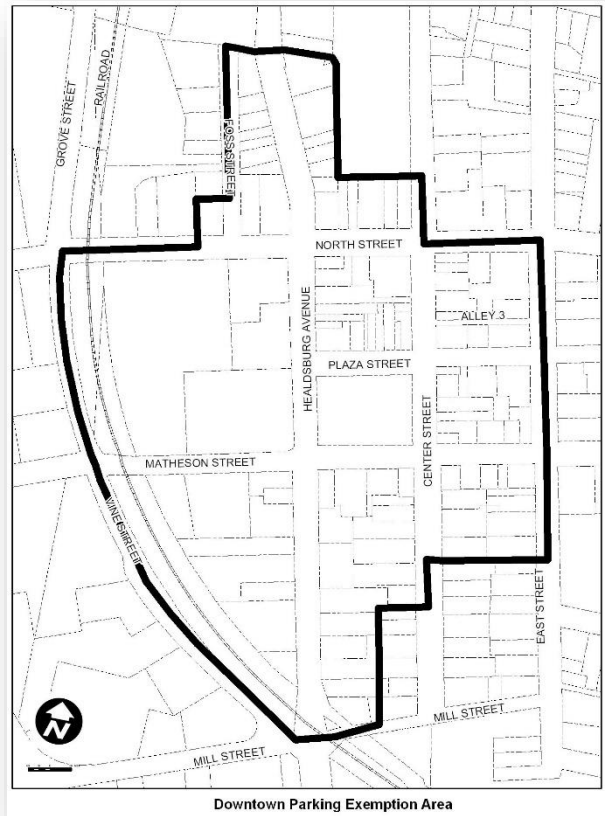 GROVE STREET
RAILROAD
FOSS STREET
NORTH STREET
HEALDSBURG AVENUE
ALLEY 3
PLAZA STREET
CENTER STREET
MATHESON STREET
VINE STREET
EAST STREET
N
MILL STREET
MILL STREET
Downtown Parking Exemption Area